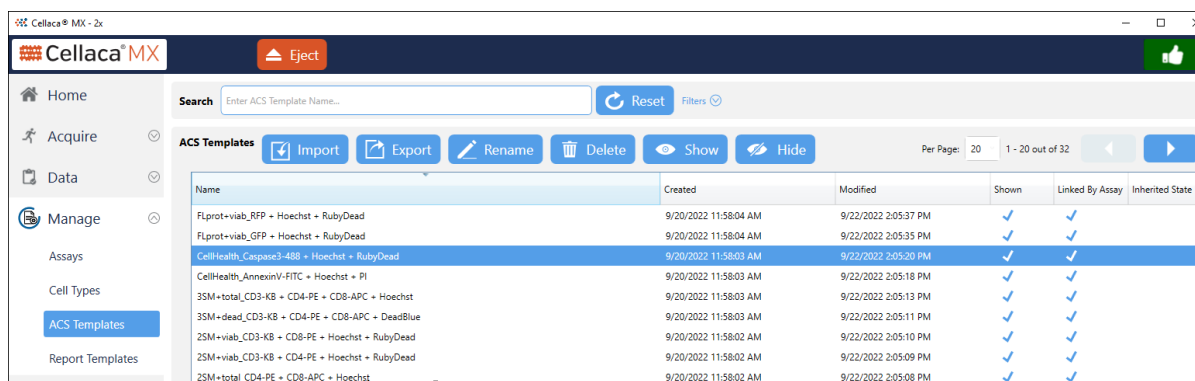 Cellaca® MX - 2x
Cellaca® MX
Eject
Home
Acquire
Data
Manage
Assays
Cell Types
ACS Templates
Report Templates
Search Enter ACS Template Name... Reset Filters
ACS Templates Import Export Rename Delete Show Hide Per Page: 20 1 - 20 out of 32
Name Created Modified Shown Linked By Assay Inherited State
FLprot+viab_RFP + Hoechst + RubyDead 9/20/2022 11:58:04 AM 9/22/2022 2:05:37 PM
FLprot+viab_GFP + Hoechst + RubyDead 9/20/2022 11:58:04 AM 9/22/2022 2:05:35 PM
CellHealth_Caspase3-488 + Hoechst + RubyDead 9/20/2022 11:58:03 AM 9/22/2022 2:05:20 PM
CellHealth_AnnexinV-FITC + Hoechst + PI 9/20/2022 11:58:03 AM 9/22/2022 2:05:18 PM
3SM+total_CD3-KB + CD4-PE + CD8-APC + Hoechst 9/20/2022 11:58:03 AM 9/22/2022 2:05:13 PM
3SM+dead_CD3-KB + CD4-PE + CD8-APC + DeadBlue 9/20/2022 11:58:03 AM 9/22/2022 2:05:11 PM
2SM+viab_CD3-KB + CD8-PE + Hoechst + RubyDead 9/20/2022 11:58:02 AM 9/22/2022 2:05:10 PM
2SM+viab_CD3-KB + CD4-PE + Hoechst + RubyDead 9/20/2022 11:58:02 AM 9/22/2022 2:05:09 PM
2SM+total CD4-PE + CD8-APC + Hoechst 9/20/2022 11:58:02 AM 9/22/2022 2:05:08 PM